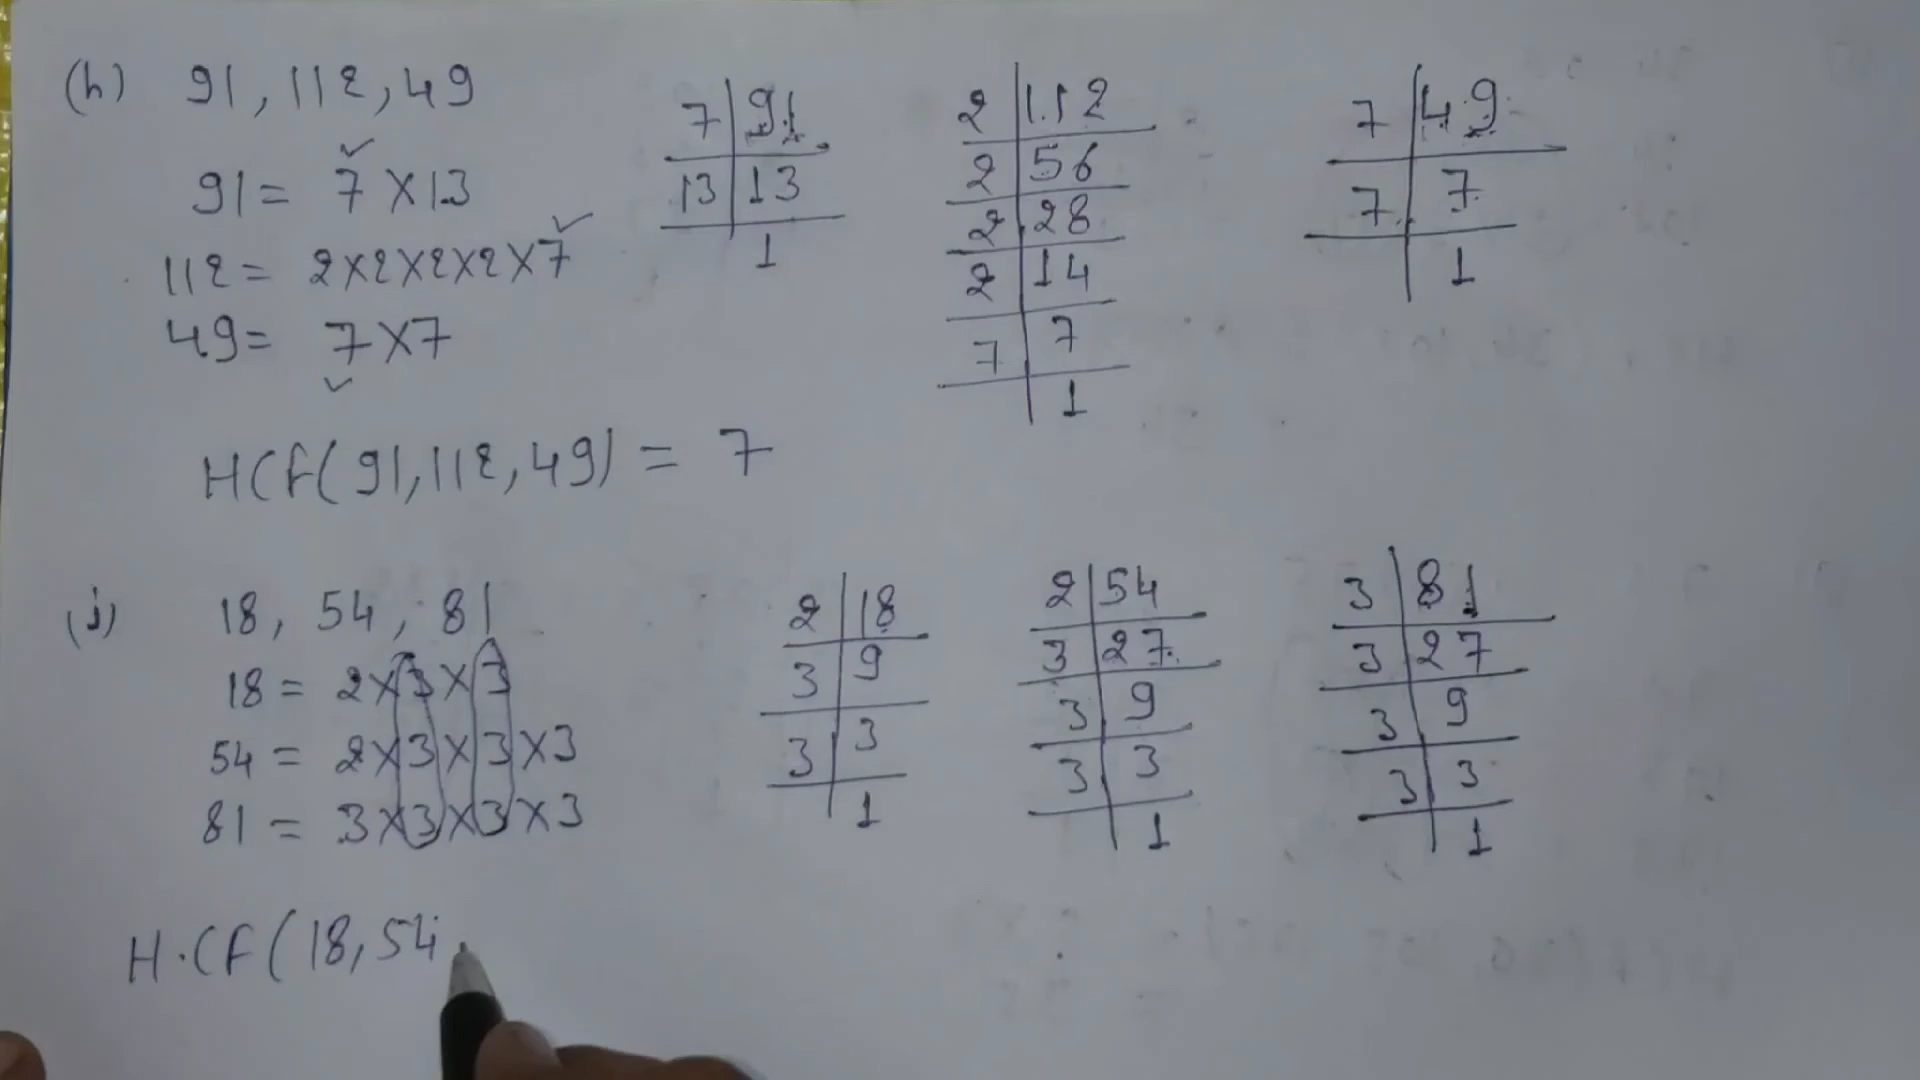 (h) 91, 112, 49
91 = 7 × 13
112 = 2×2×2×2×7
49 = 7×7
HCF(91, 112, 49) = 7
7 | 91
13 | 13
1
2 | 112
2 | 56
2 | 28
2 | 14
7 | 7
1
7 | 49
7 | 7
1
(i) 18, 54, 81
18 = 2×3×3
54 = 2×3×3×3
81 = 3×3×3×3
H.CF(18, 54
2 | 18
3 | 9
3 | 3
1
2 | 54
3 | 27
3 | 9
3 | 3
1
3 | 81
3 | 27
3 | 9
3 | 3
1